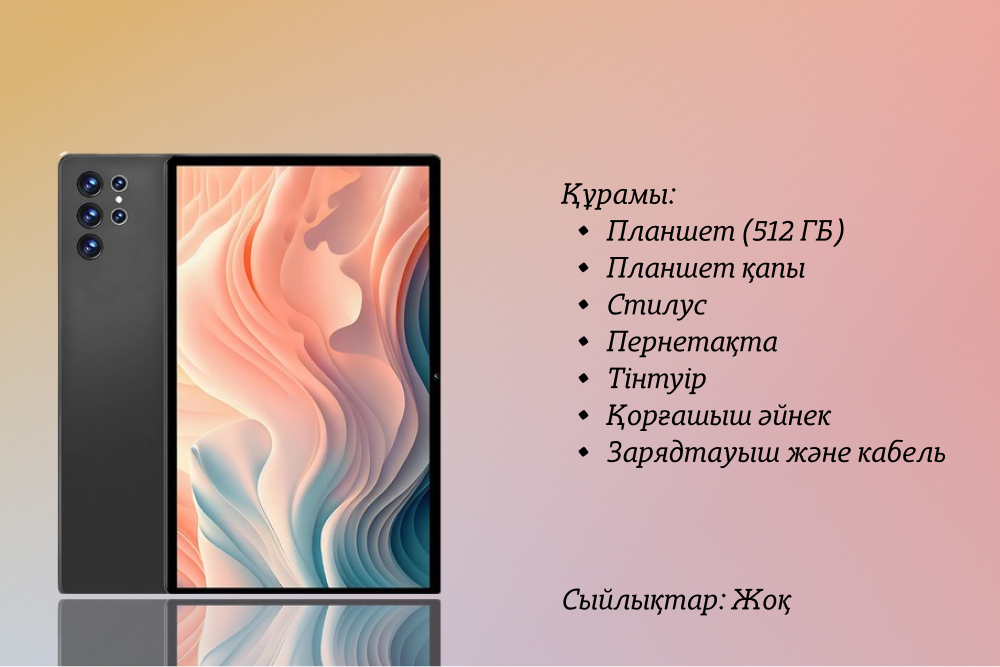 Құрамы:
• Планшет (512 ГБ)
• Планшет қапы
• Стилус
• Пернетақта
• Тінтуір
• Қорғашыш әйнек
• Зарядтауыш және кабель
Сыйлықтар: Жоқ